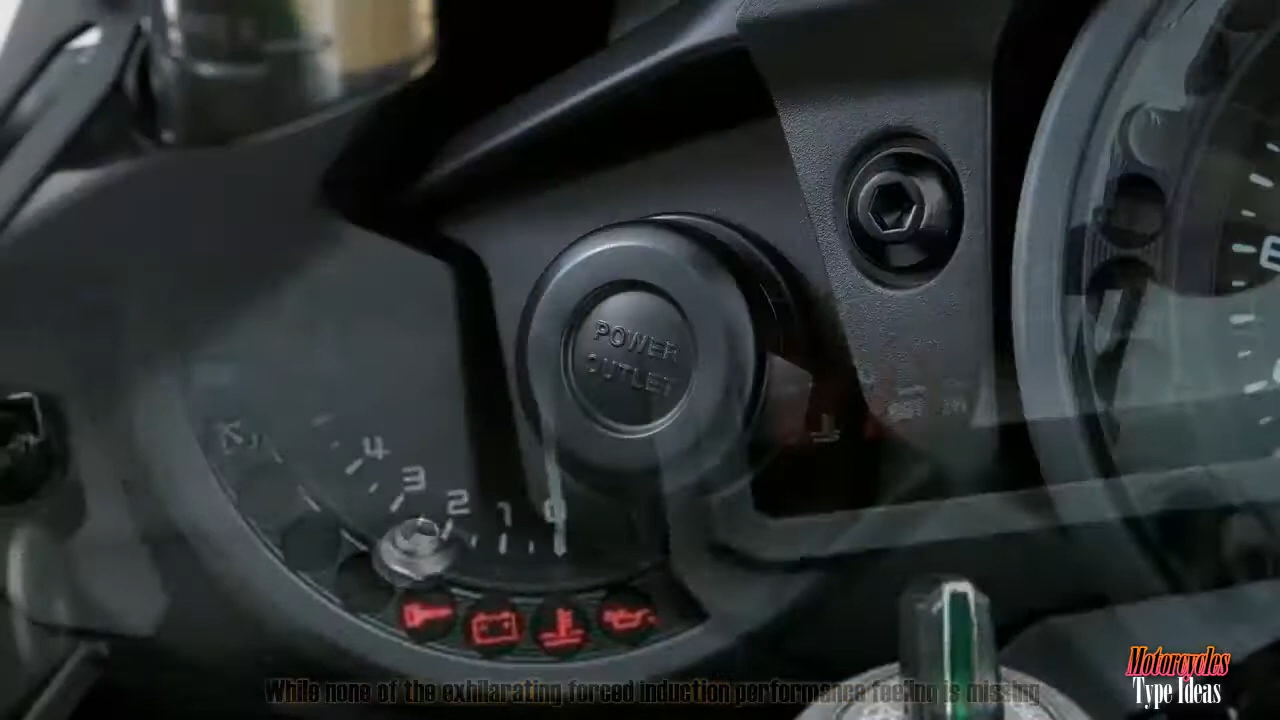 POWER
OUTLET
4
3
2
1
0
While none of the exhilarating forced induction performance feeling is missing
Motorcycles
Type Ideas